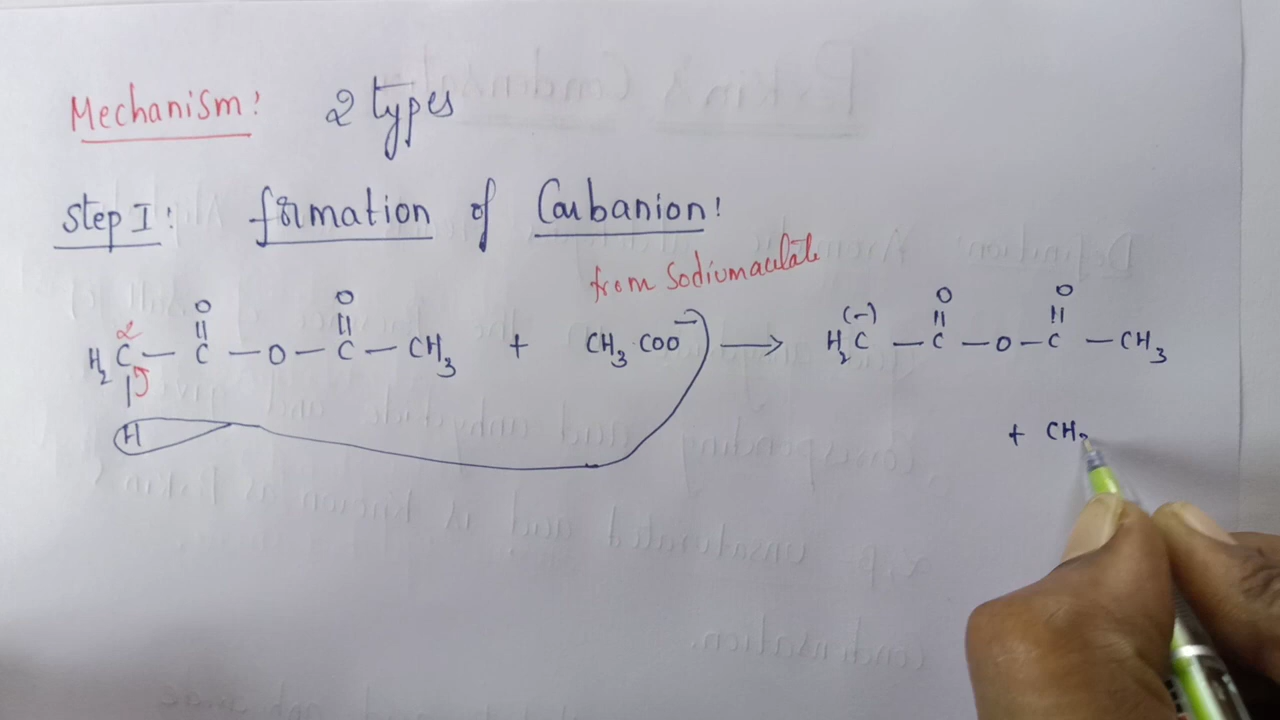 Mechanism: 2 types
Step I: formation of Carbanion:
from Sodiumacetate
O O (-) O O
α || || || ||
H₂C — C — O — C — CH₃ + CH₃COO⁻ → H₂C — C — O — C — CH₃
|
H + CH₃